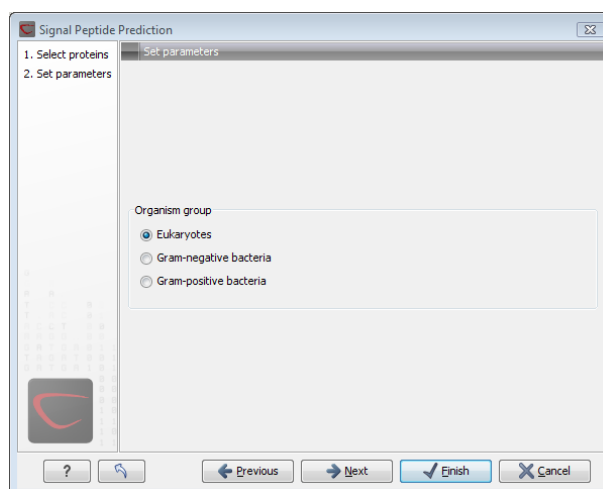 Signal Peptide Prediction
1. Select proteins
2. Set parameters
Set parameters
Organism group
Eukaryotes
Gram-negative bacteria
Gram-positive bacteria
?
Previous
Next
Finish
Cancel